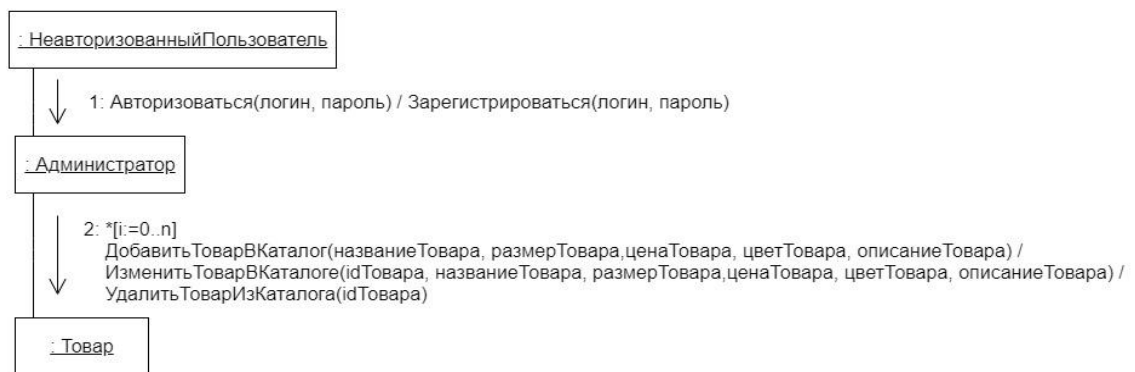 : НеавторизованныйПользователь
1: Авторизоваться(логин, пароль) / Зарегистрироваться(логин, пароль)
: Администратор
2: *[i:=0..n]
ДобавитьТоварВКаталог(названиеТовара, размерТовара,ценаТовара, цветТовара, описаниеТовара) /
ИзменитьТоварВКаталоге(idТовара, названиеТовара, размерТовара,ценаТовара, цветТовара, описаниеТовара) /
УдалитьТоварИзКаталога(idТовара)
: Товар